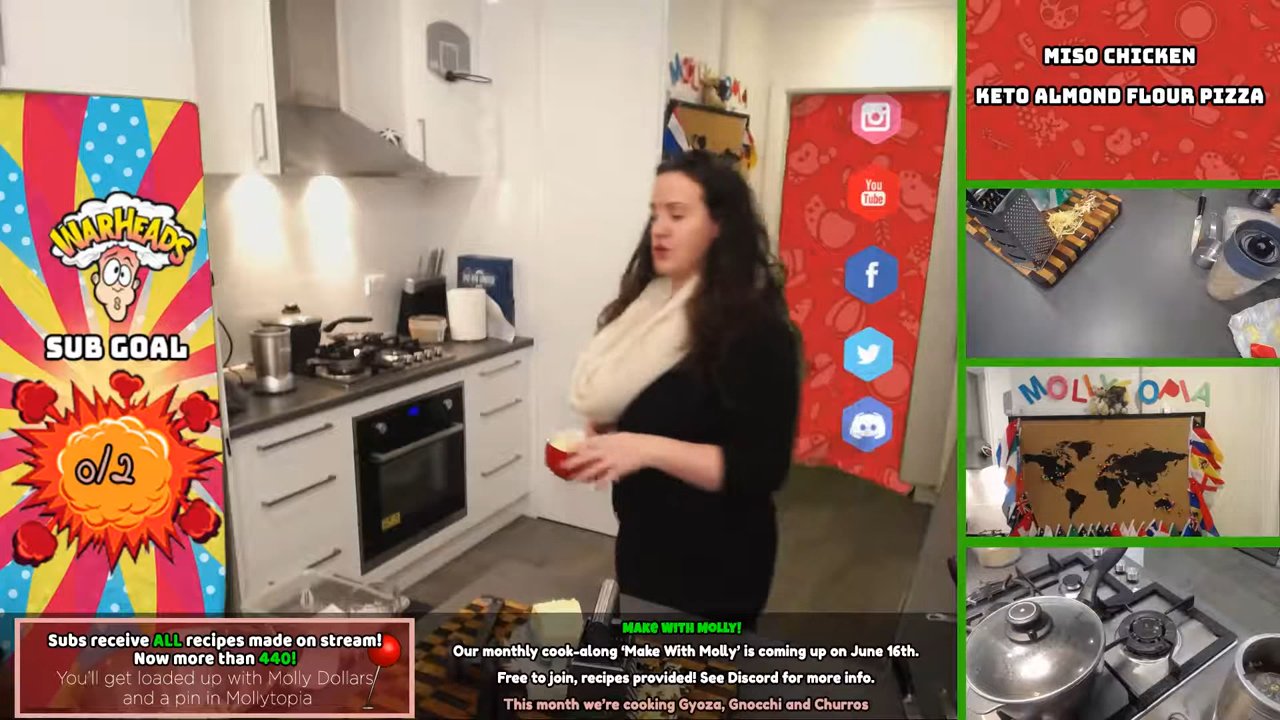 WARHEADS
SUB GOAL
0/2
Subs receive ALL recipes made on stream!
Now more than 440!
You'll get loaded up with Molly Dollars
and a pin in Mollytopia
MAKE WITH MOLLY!
Our monthly cook-along 'Make With Molly' is coming up on June 16th.
Free to join, recipes provided! See Discord for more info.
This month we're cooking Gyoza, Gnocchi and Churros
You
Tube
MISO CHICKEN
KETO ALMOND FLOUR PIZZA
MOLLYTOPIA